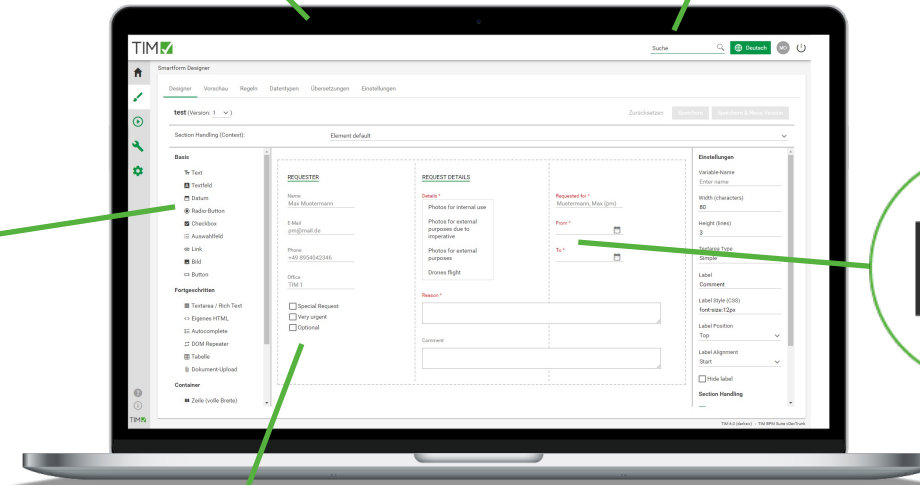 TIM
Suche
Deutsch
MO
Smartform Designer
Designer Vorschau Regeln Datentypen Übersetzungen Einstellungen
test (Version: 1)
Zurücksetzen Speichern Speichern & Neue Version
Section Handling (Context):
Element default
Basis
Text
Textfeld
Datum
Radio-Button
Checkbox
Auswahlfeld
Link
Bild
Button
Fortgeschritten
Textarea / Rich Text
Eigenes HTML
Autocomplete
DOM Repeater
Tabelle
Dokument-Upload
Container
Zeile (volle Breite)
REQUESTER
Name
Max Mustermann
E-Mail
pm@mail.de
Phone
+49 8954042346
Office
TIM 1
Special Request
Very urgent
Optional
REQUEST DETAILS
Details *
Photos for internal use
Photos for external
purposes due to
imperative
Photos for external
purposes
Drones flight
Requested for *
Mustermann, Max (pm)
From *
To *
Reason *
Comment
Einstellungen
Variable-Name
Enter name
Width (characters)
80
Height (lines)
3
Textarea Type
Simple
Label
Comment
Label Style (CSS)
font-size:12px
Label Position
Top
Label Alignment
Start
Hide label
Section Handling
TIM